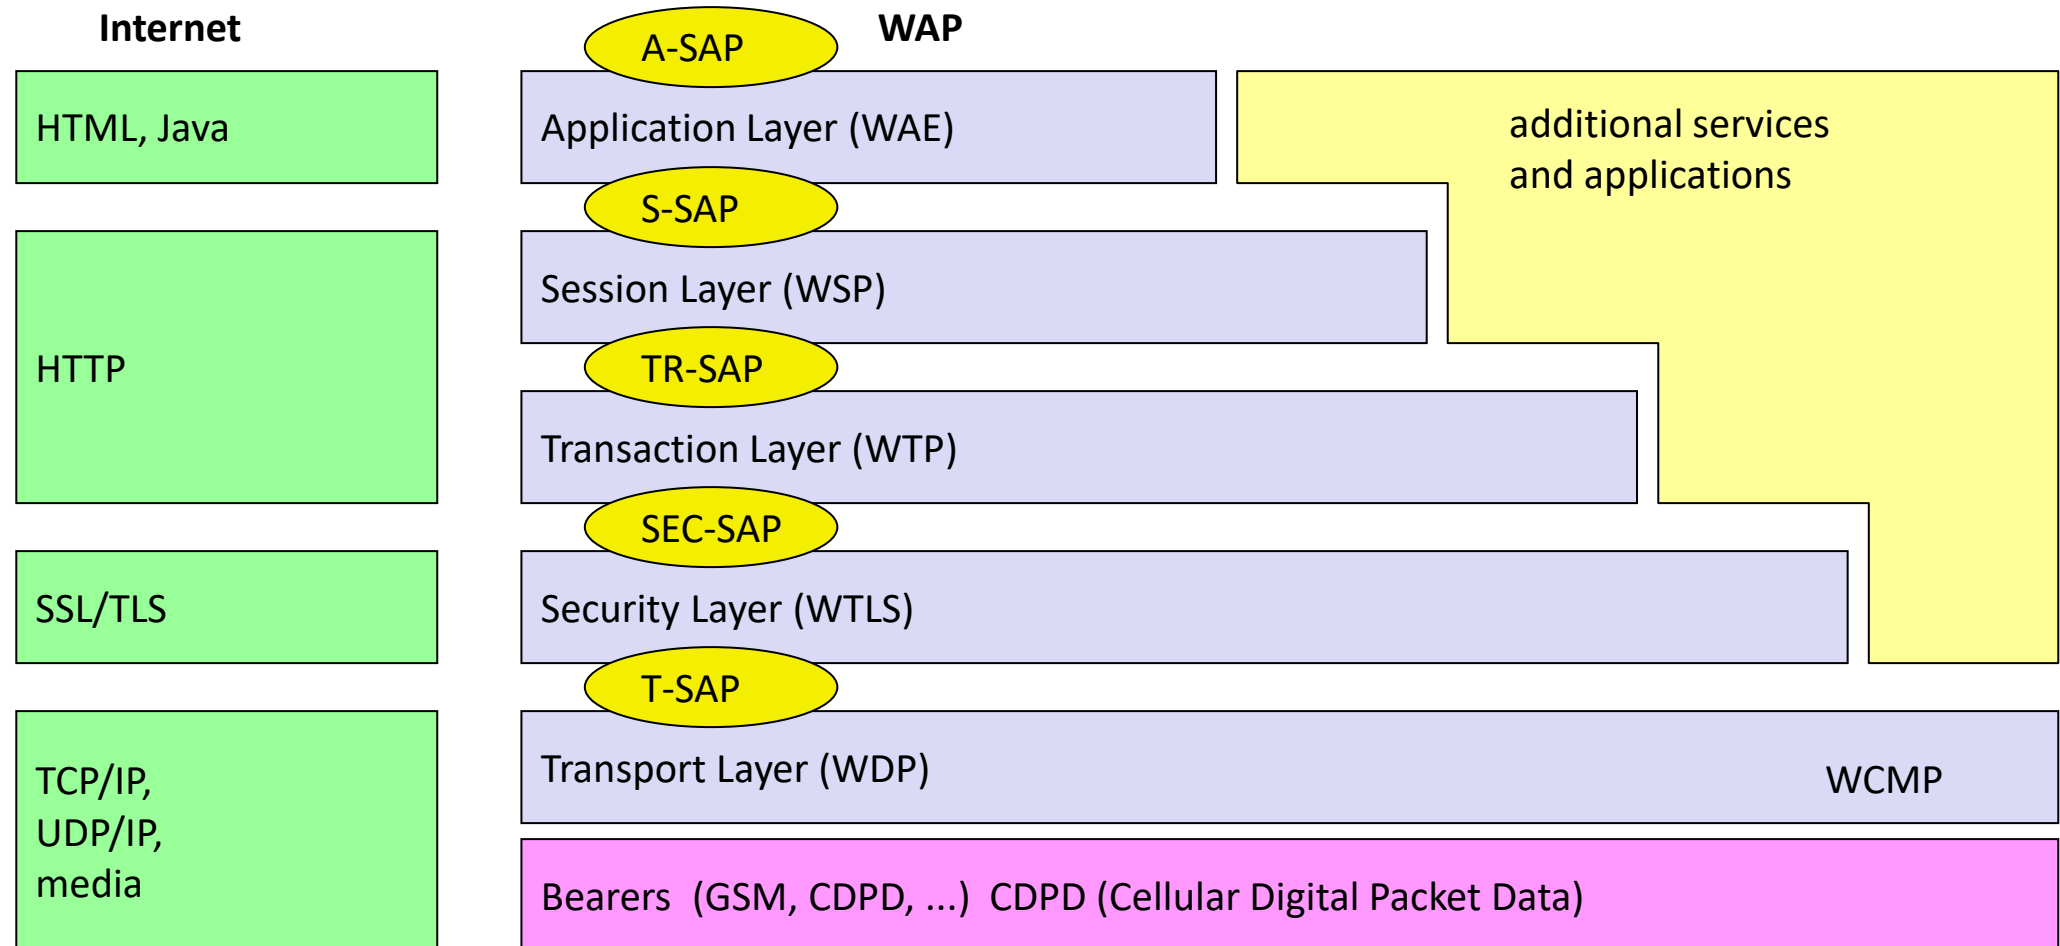 Internet
WAP
A-SAP
HTML, Java
Application Layer (WAE)
additional services
and applications
S-SAP
HTTP
Session Layer (WSP)
TR-SAP
Transaction Layer (WTP)
SEC-SAP
SSL/TLS
Security Layer (WTLS)
T-SAP
TCP/IP,
UDP/IP,
media
Transport Layer (WDP)
WCMP
Bearers (GSM, CDPD, ...) CDPD (Cellular Digital Packet Data)